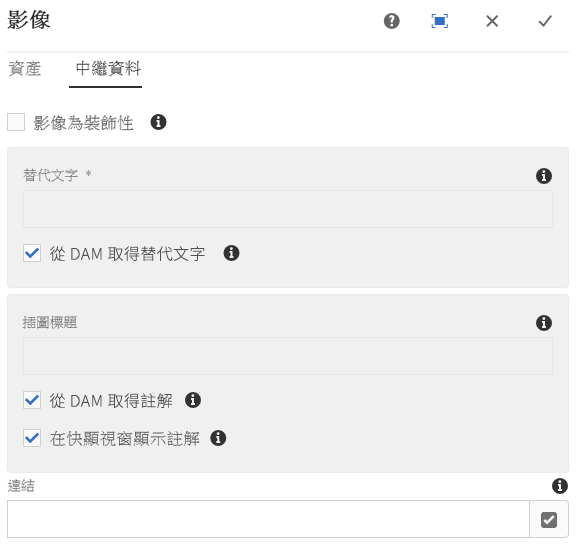 影像
資產 中繼資料
影像為裝飾性
替代文字 *
從 DAM 取得替代文字
插圖標題
從 DAM 取得註解
在快顯視窗顯示註解
連結